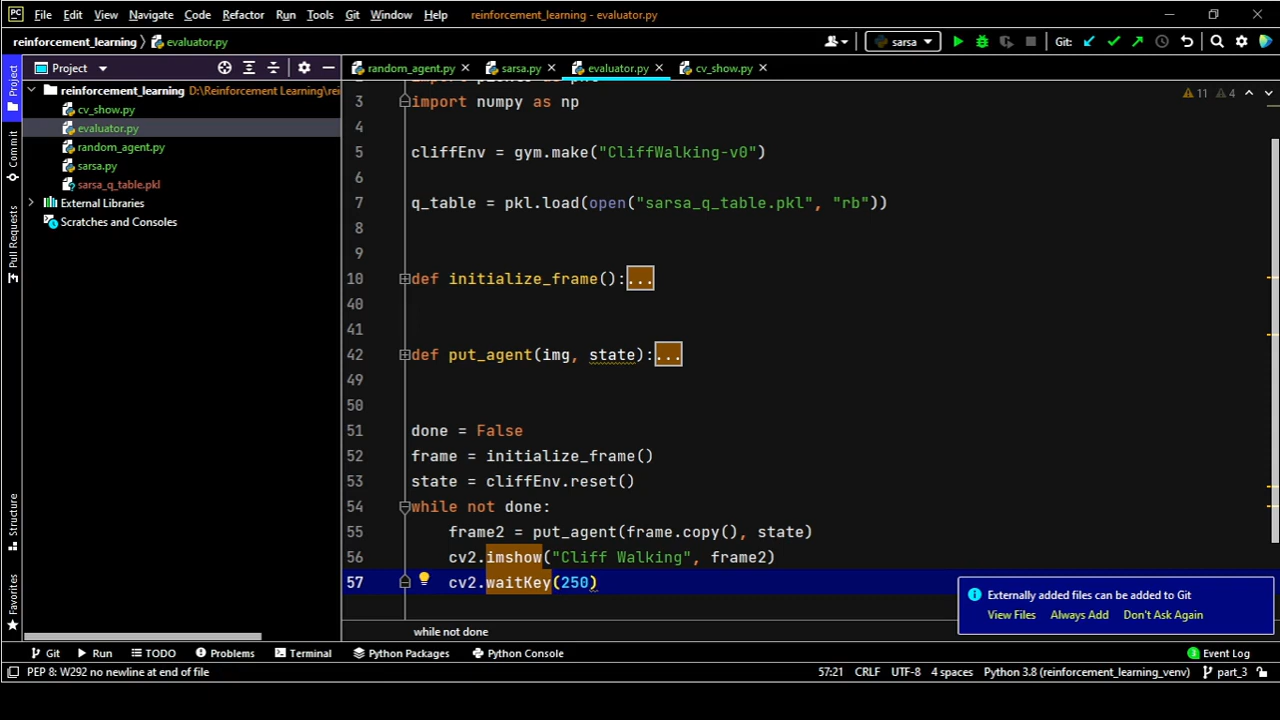 PC File Edit View Navigate Code Refactor Run Tools Git Window Help reinforcement_learning - evaluator.py
reinforcement_learning evaluator.py sarsa Git:
Project random_agent.py sarsa.py evaluator.py cv_show.py
reinforcement_learning D:\Reinforcement Learning\rei
cv_show.py
evaluator.py
random_agent.py
sarsa.py
sarsa_q_table.pkl
External Libraries
Scratches and Consoles
Project
Commit
Pull Requests
Structure
Favorites
11 4
3 import numpy as np
4
5 cliffEnv = gym.make("CliffWalking-v0")
6
7 q_table = pkl.load(open("sarsa_q_table.pkl", "rb"))
8
9
10 def initialize_frame():...
40
41
42 def put_agent(img, state):...
49
50
51 done = False
52 frame = initialize_frame()
53 state = cliffEnv.reset()
54 while not done:
55 frame2 = put_agent(frame.copy(), state)
56 cv2.imshow("Cliff Walking", frame2)
57 cv2.waitKey(250)
Externally added files can be added to Git
View Files Always Add Don't Ask Again
while not done
Git Run TODO Problems Terminal Python Packages Python Console 3 Event Log
PEP 8: W292 no newline at end of file 57:21 CRLF UTF-8 4 spaces Python 3.8 (reinforcement_learning_venv) part_3